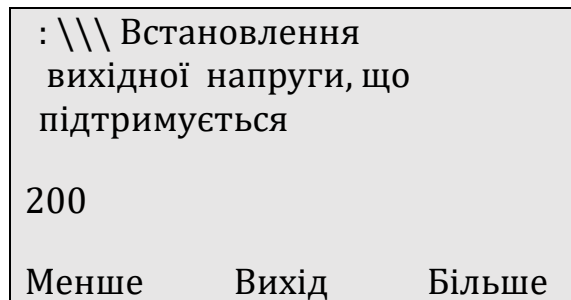 : \\\ Встановлення
вихідної напруги, що
підтримується
200
Менше Вихід Більше